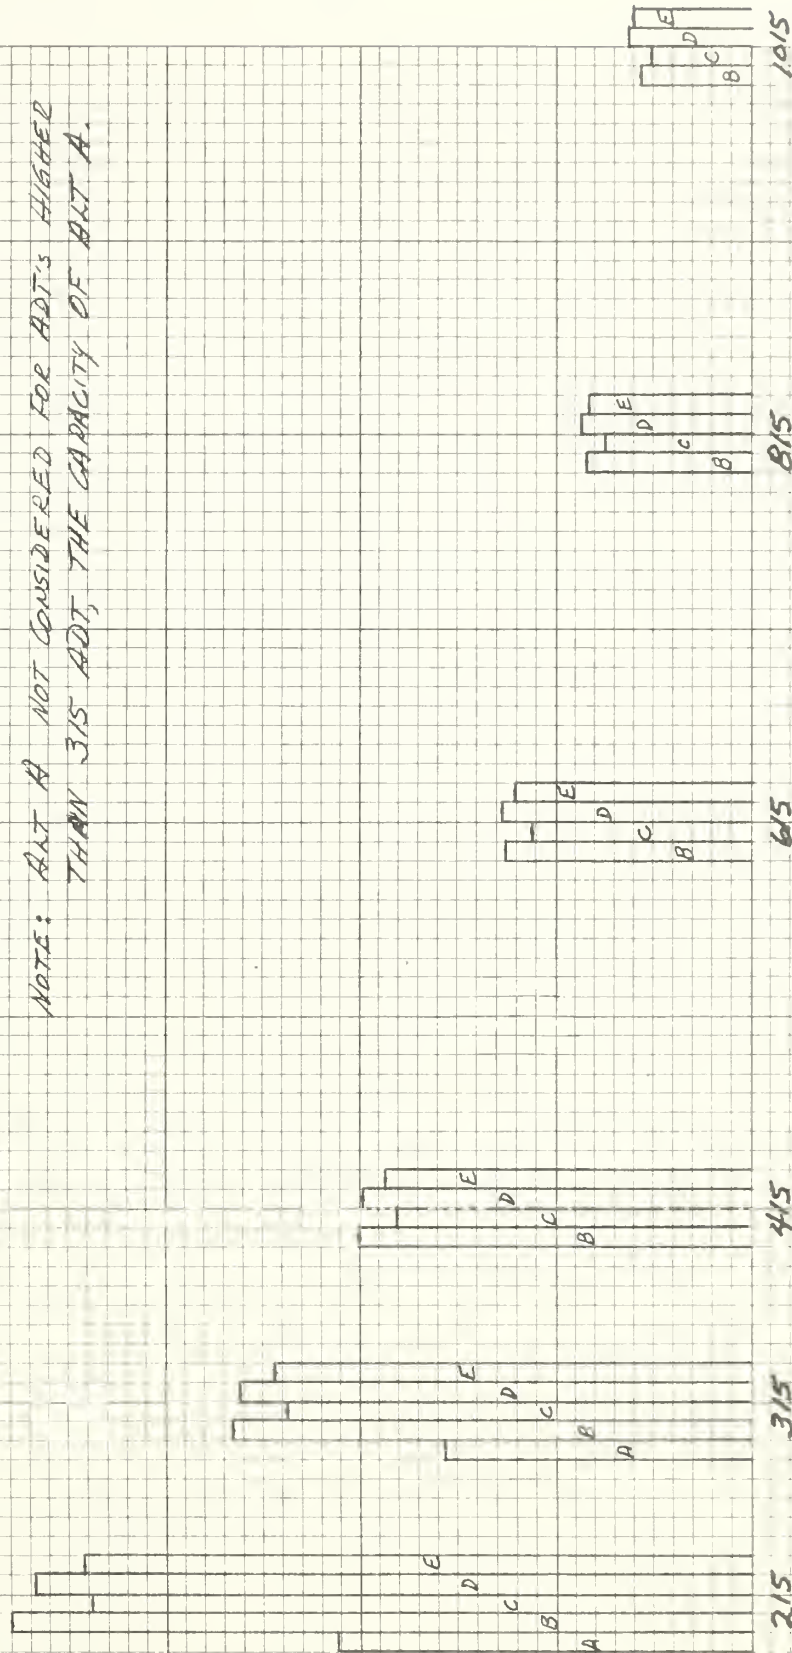 NOTE: ALT A NOT CONSIDERED FOR ADT's HIGHER
THAN 315 ADT, THE CAPACITY OF ALT A.
A B C D E
A B C D E
B C D E
B C D E
B C D E
B C D E
215 315 415 615 815 1015